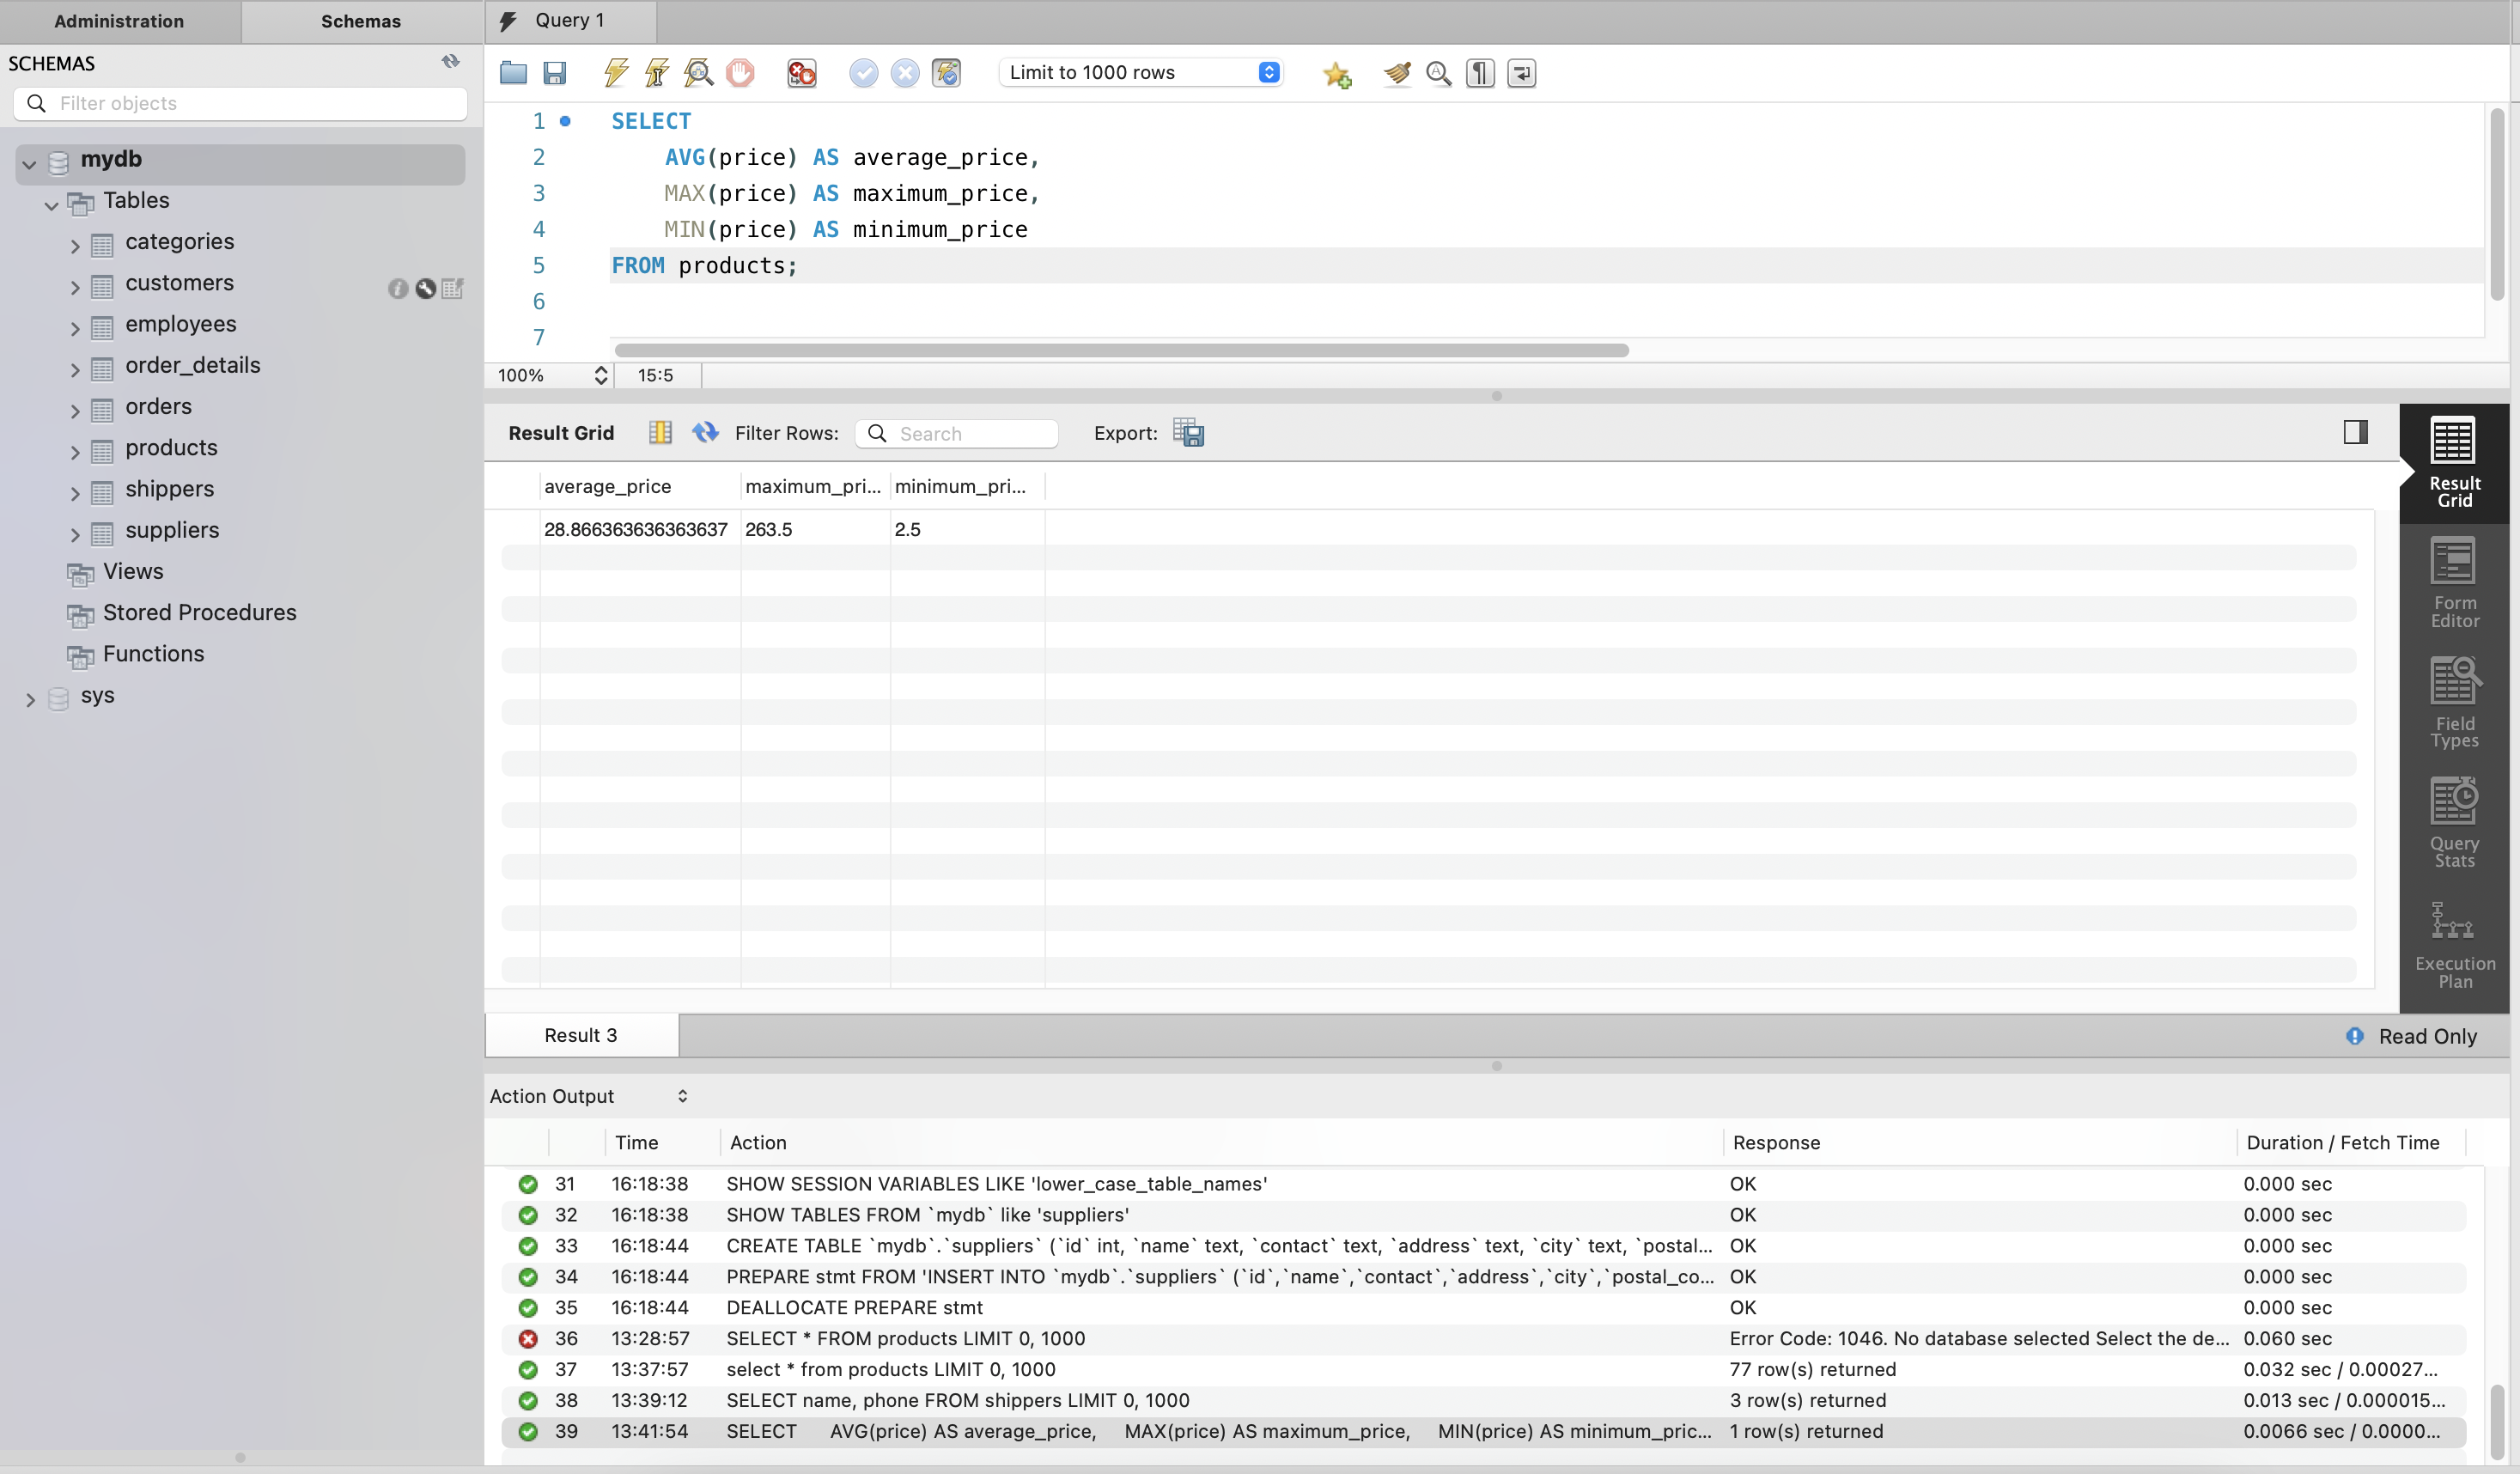 Administration
Schemas
SCHEMAS
Filter objects
mydb
Tables
categories
customers
employees
order_details
orders
products
shippers
suppliers
Views
Stored Procedures
Functions
sys
Query 1
Limit to 1000 rows
1 SELECT
2 AVG(price) AS average_price,
3 MAX(price) AS maximum_price,
4 MIN(price) AS minimum_price
5 FROM products;
6
7
100% 15:5
Result Grid Filter Rows: Search Export:
average_price maximum_pri... minimum_pri...
28.866363636363637 263.5 2.5
Result
Grid
Form
Editor
Field
Types
Query
Stats
Execution
Plan
Result 3 Read Only
Action Output
Time Action Response Duration / Fetch Time
31 16:18:38 SHOW SESSION VARIABLES LIKE 'lower_case_table_names' OK 0.000 sec
32 16:18:38 SHOW TABLES FROM `mydb` like 'suppliers' OK 0.000 sec
33 16:18:44 CREATE TABLE `mydb`.`suppliers` (`id` int, `name` text, `contact` text, `address` text, `city` text, `postal... OK 0.000 sec
34 16:18:44 PREPARE stmt FROM 'INSERT INTO `mydb`.`suppliers` (`id`,`name`,`contact`,`address`,`city`,`postal_co... OK 0.000 sec
35 16:18:44 DEALLOCATE PREPARE stmt OK 0.000 sec
36 13:28:57 SELECT * FROM products LIMIT 0, 1000 Error Code: 1046. No database selected Select the de... 0.060 sec
37 13:37:57 select * from products LIMIT 0, 1000 77 row(s) returned 0.032 sec / 0.00027...
38 13:39:12 SELECT name, phone FROM shippers LIMIT 0, 1000 3 row(s) returned 0.013 sec / 0.000015...
39 13:41:54 SELECT AVG(price) AS average_price, MAX(price) AS maximum_price, MIN(price) AS minimum_pric... 1 row(s) returned 0.0066 sec / 0.0000...